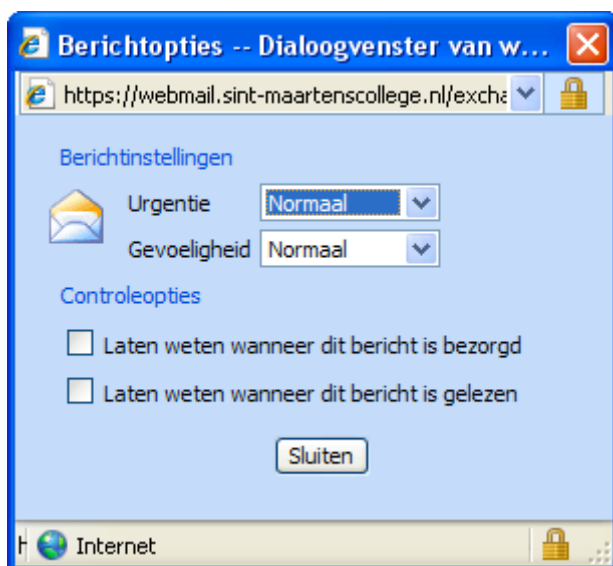 Berichtopties -- Dialoogvenster van w...
https://webmail.sint-maartenscollege.nl/excha
Berichtinstellingen
Urgentie Normaal
Gevoeligheid Normaal
Controleopties
Laten weten wanneer dit bericht is bezorgd
Laten weten wanneer dit bericht is gelezen
Sluiten
Internet